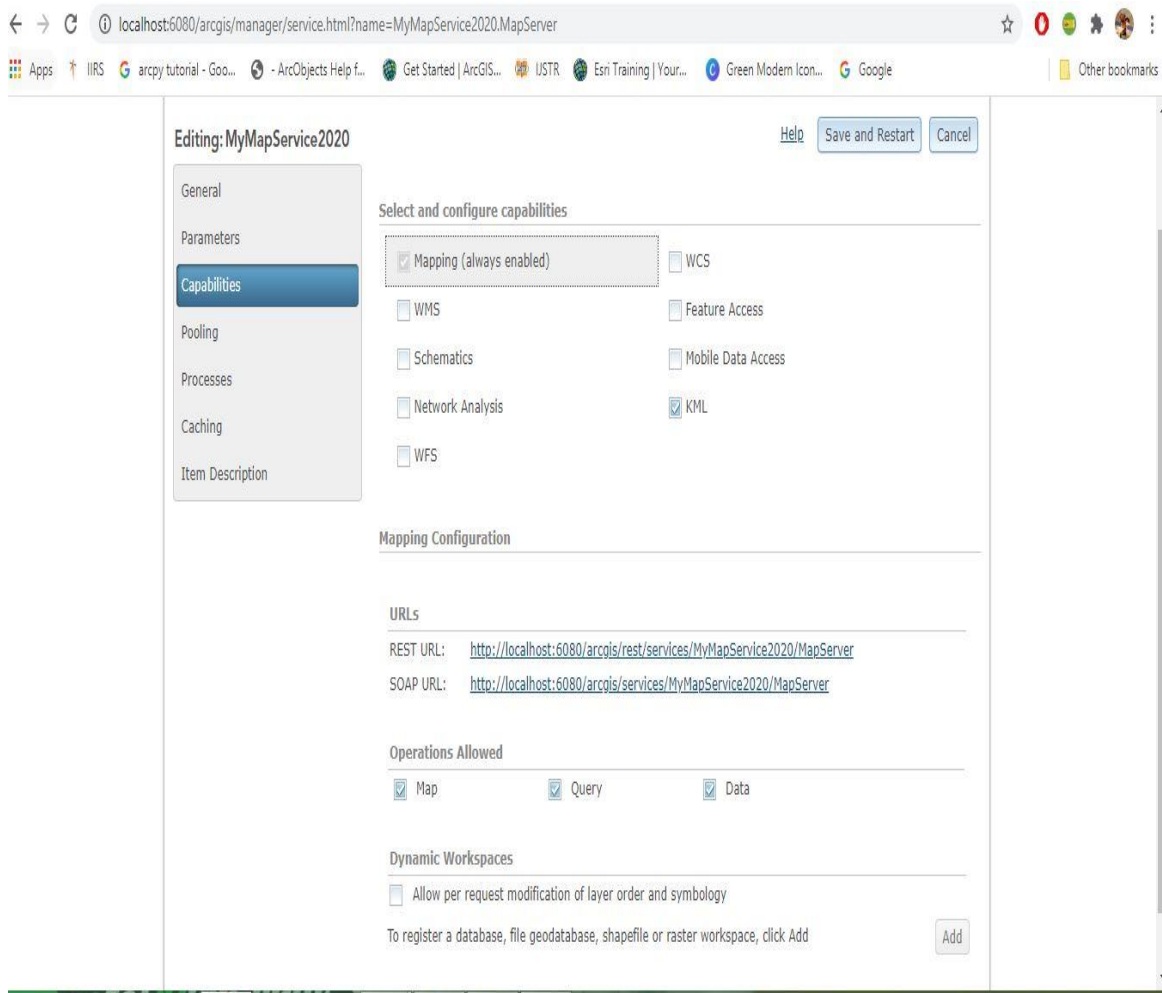 localhost:6080/arcgis/manager/service.html?name=MyMapService2020.MapServer
Apps IIRS arcpy tutorial - Goo... - ArcObjects Help f... Get Started | ArcGIS... USTR Esri Training | Your... Green Modern Icon... Google Other bookmarks
Editing: MyMapService2020
Help Save and Restart Cancel
General
Parameters
Capabilities
Pooling
Processes
Caching
Item Description
Select and configure capabilities
Mapping (always enabled) WCS
WMS Feature Access
Schematics Mobile Data Access
Network Analysis KML
WFS
Mapping Configuration
URLs
REST URL: http://localhost:6080/arcgis/rest/services/MyMapService2020/MapServer
SOAP URL: http://localhost:6080/arcgis/services/MyMapService2020/MapServer
Operations Allowed
Map Query Data
Dynamic Workspaces
Allow per request modification of layer order and symbology
To register a database, file geodatabase, shapefile or raster workspace, click Add
Add